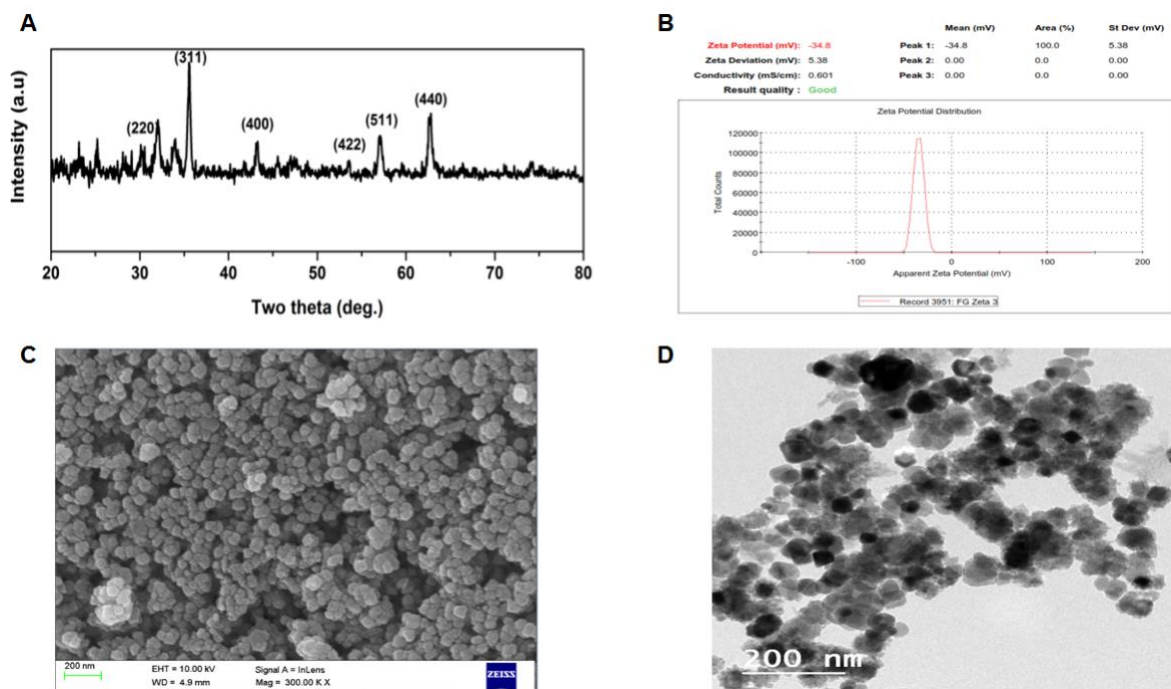 A
(311)
(220)
(400)
(422)
(511)
(440)
Intensity (a.u)
20 30 40 50 60 70 80
Two theta (deg.)
B
Mean (mV) Area (%) St Dev (mV)
Zeta Potential (mV): -34.8 Peak 1: -34.8 100.0 5.38
Zeta Deviation (mV): 5.38 Peak 2: 0.00 0.0 0.00
Conductivity (mS/cm): 0.601 Peak 3: 0.00 0.0 0.00
Result quality : Good
Zeta Potential Distribution
120000
100000
80000
60000
40000
20000
0
Total Counts
-100 0 100 200
Apparent Zeta Potential (mV)
Record 3951: FG Zeta 3
C
200 nm EHT = 10.00 kV Signal A = InLens
WD = 4.9 mm Mag = 300.00 K X
ZEISS
D
200 nm